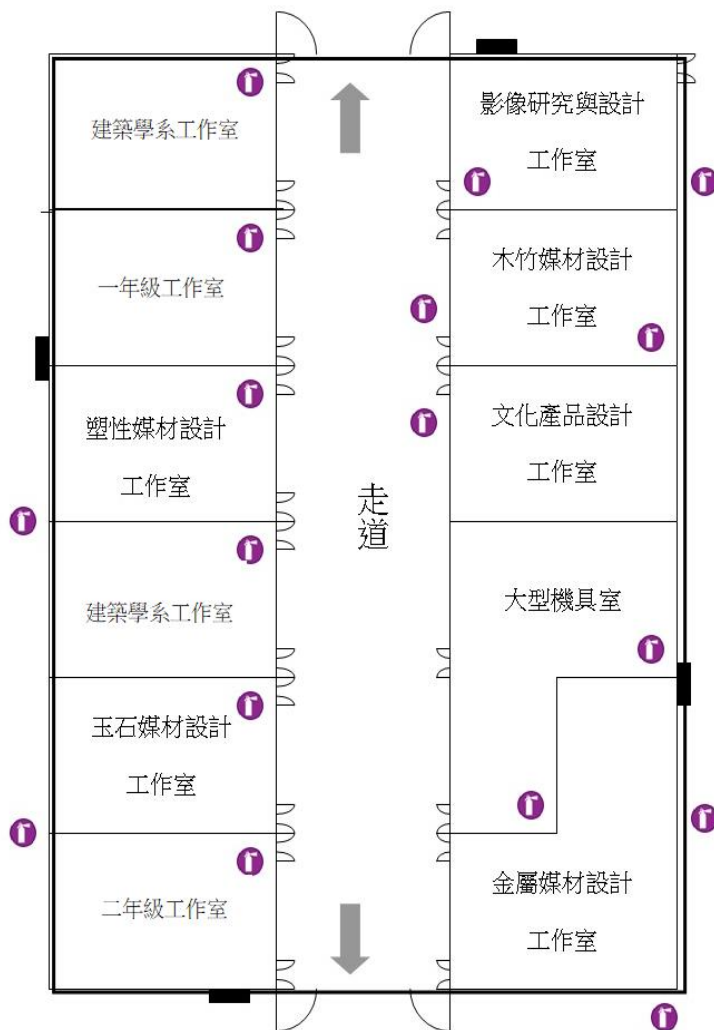 建築學系工作室
一年級工作室
塑性媒材設計
工作室
建築學系工作室
玉石媒材設計
工作室
二年級工作室
走道
影像研究與設計
工作室
木竹媒材設計
工作室
文化產品設計
工作室
大型機具室
金屬媒材設計
工作室